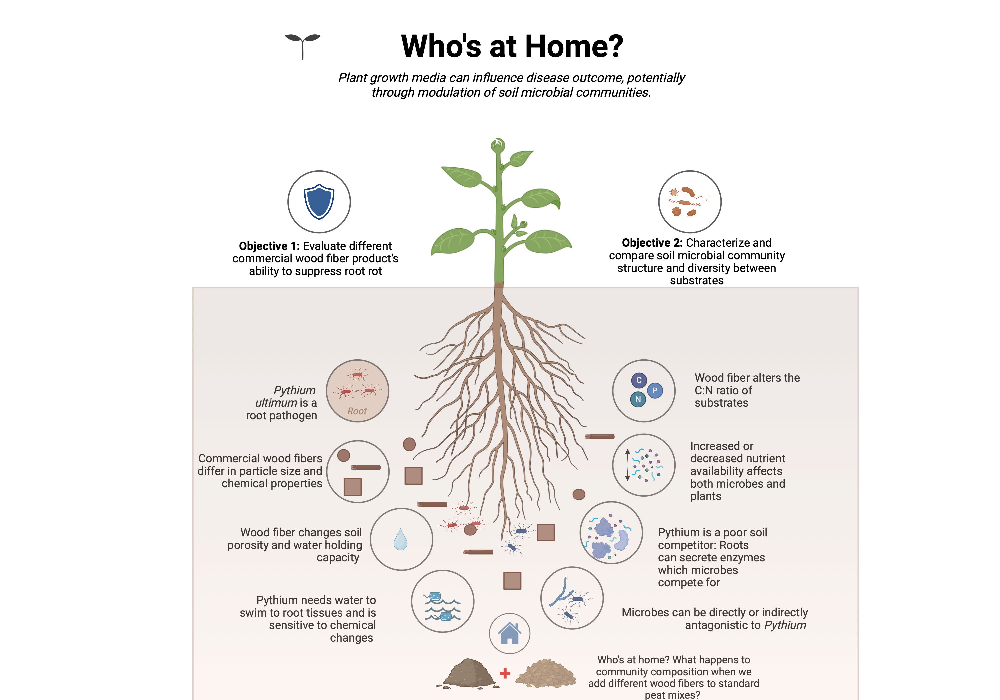 Who's at Home?
Plant growth media can influence disease outcome, potentially
through modulation of soil microbial communities.
Objective 1: Evaluate different
commercial wood fiber product's
ability to suppress root rot
Objective 2: Characterize and
compare soil microbial community
structure and diversity between
substrates
Pythium
ultimum is a
root pathogen
Root
Commercial wood fibers
differ in particle size and
chemical properties
Wood fiber changes soil
porosity and water holding
capacity
Pythium needs water to
swim to root tissues and is
sensitive to chemical
changes
C
P
N
Wood fiber alters the
C:N ratio of
substrates
Increased or
decreased nutrient
availability affects
both microbes and
plants
Pythium is a poor soil
competitor: Roots
can secrete enzymes
which microbes
compete for
Microbes can be directly or indirectly
antagonistic to Pythium
Who's at home? What happens to
community composition when we
add different wood fibers to standard
peat mixes?